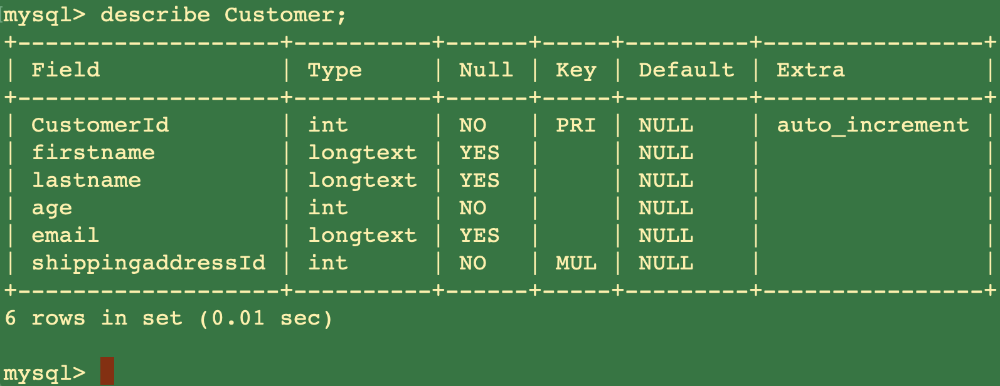 mysql> describe Customer;
+-------------------+----------+------+-----+---------+----------------+
| Field             | Type     | Null | Key | Default | Extra          |
+-------------------+----------+------+-----+---------+----------------+
| CustomerId        | int      | NO   | PRI | NULL    | auto_increment |
| firstname         | longtext | YES  |     | NULL    |                |
| lastname          | longtext | YES  |     | NULL    |                |
| age               | int      | NO   |     | NULL    |                |
| email             | longtext | YES  |     | NULL    |                |
| shippingaddressId | int      | NO   | MUL | NULL    |                |
+-------------------+----------+------+-----+---------+----------------+
6 rows in set (0.01 sec)
mysql>